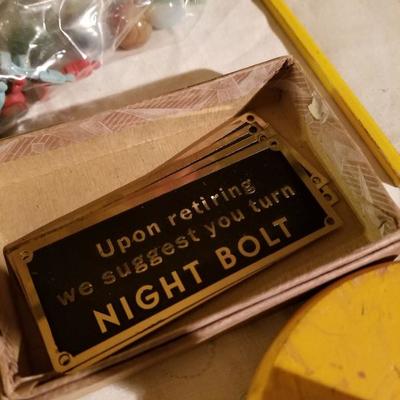 Upon retiring
we suggest you turn
NIGHT BOLT